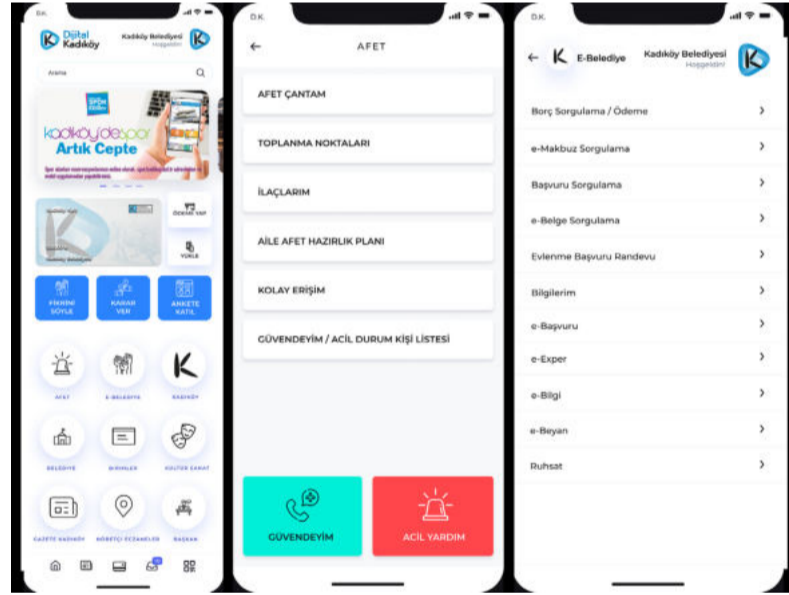 D.K.
Dijital
Kadıköy
Kadıköy Belediyesi
Hoşgeldin!
Arama
kadıköy'despor
Artık Cepte
ÖDEME YAP
YÜKLE
FİKRİNİ
SÖYLE
KARAR
VER
ANKETE
KATIL
AFET
E-BELEDİYE
KADIKÖY
BELEDİYE
BİRİMLER
KÜLTÜR SANAT
GAZETE KADIKÖY
NÖBETÇİ ECZANELER
BAŞKAN
D.K.
AFET
AFET ÇANTAM
TOPLANMA NOKTALARI
İLAÇLARIM
AİLE AFET HAZIRLIK PLANI
KOLAY ERİŞİM
GÜVENDEYİM / ACİL DURUM KİŞİ LİSTESİ
GÜVENDEYİM
ACİL YARDIM
D.K.
E-Belediye
Kadıköy Belediyesi
Hoşgeldin!
Borç Sorgulama / Ödeme
e-Makbuz Sorgulama
Başvuru Sorgulama
e-Belge Sorgulama
Evlenme Başvuru Randevu
Bilgilerim
e-Başvuru
e-Exper
e-Bilgi
e-Beyan
Ruhsat